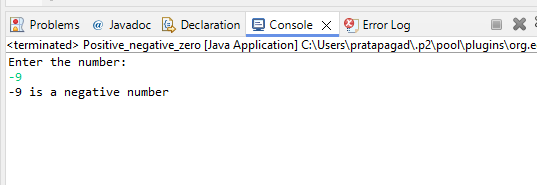 Problems @ Javadoc Declaration Console Error Log
<terminated> Positive_negative_zero [Java Application] C:\Users\pratapagad\.p2\pool\plugins\org.e
Enter the number:
-9
-9 is a negative number